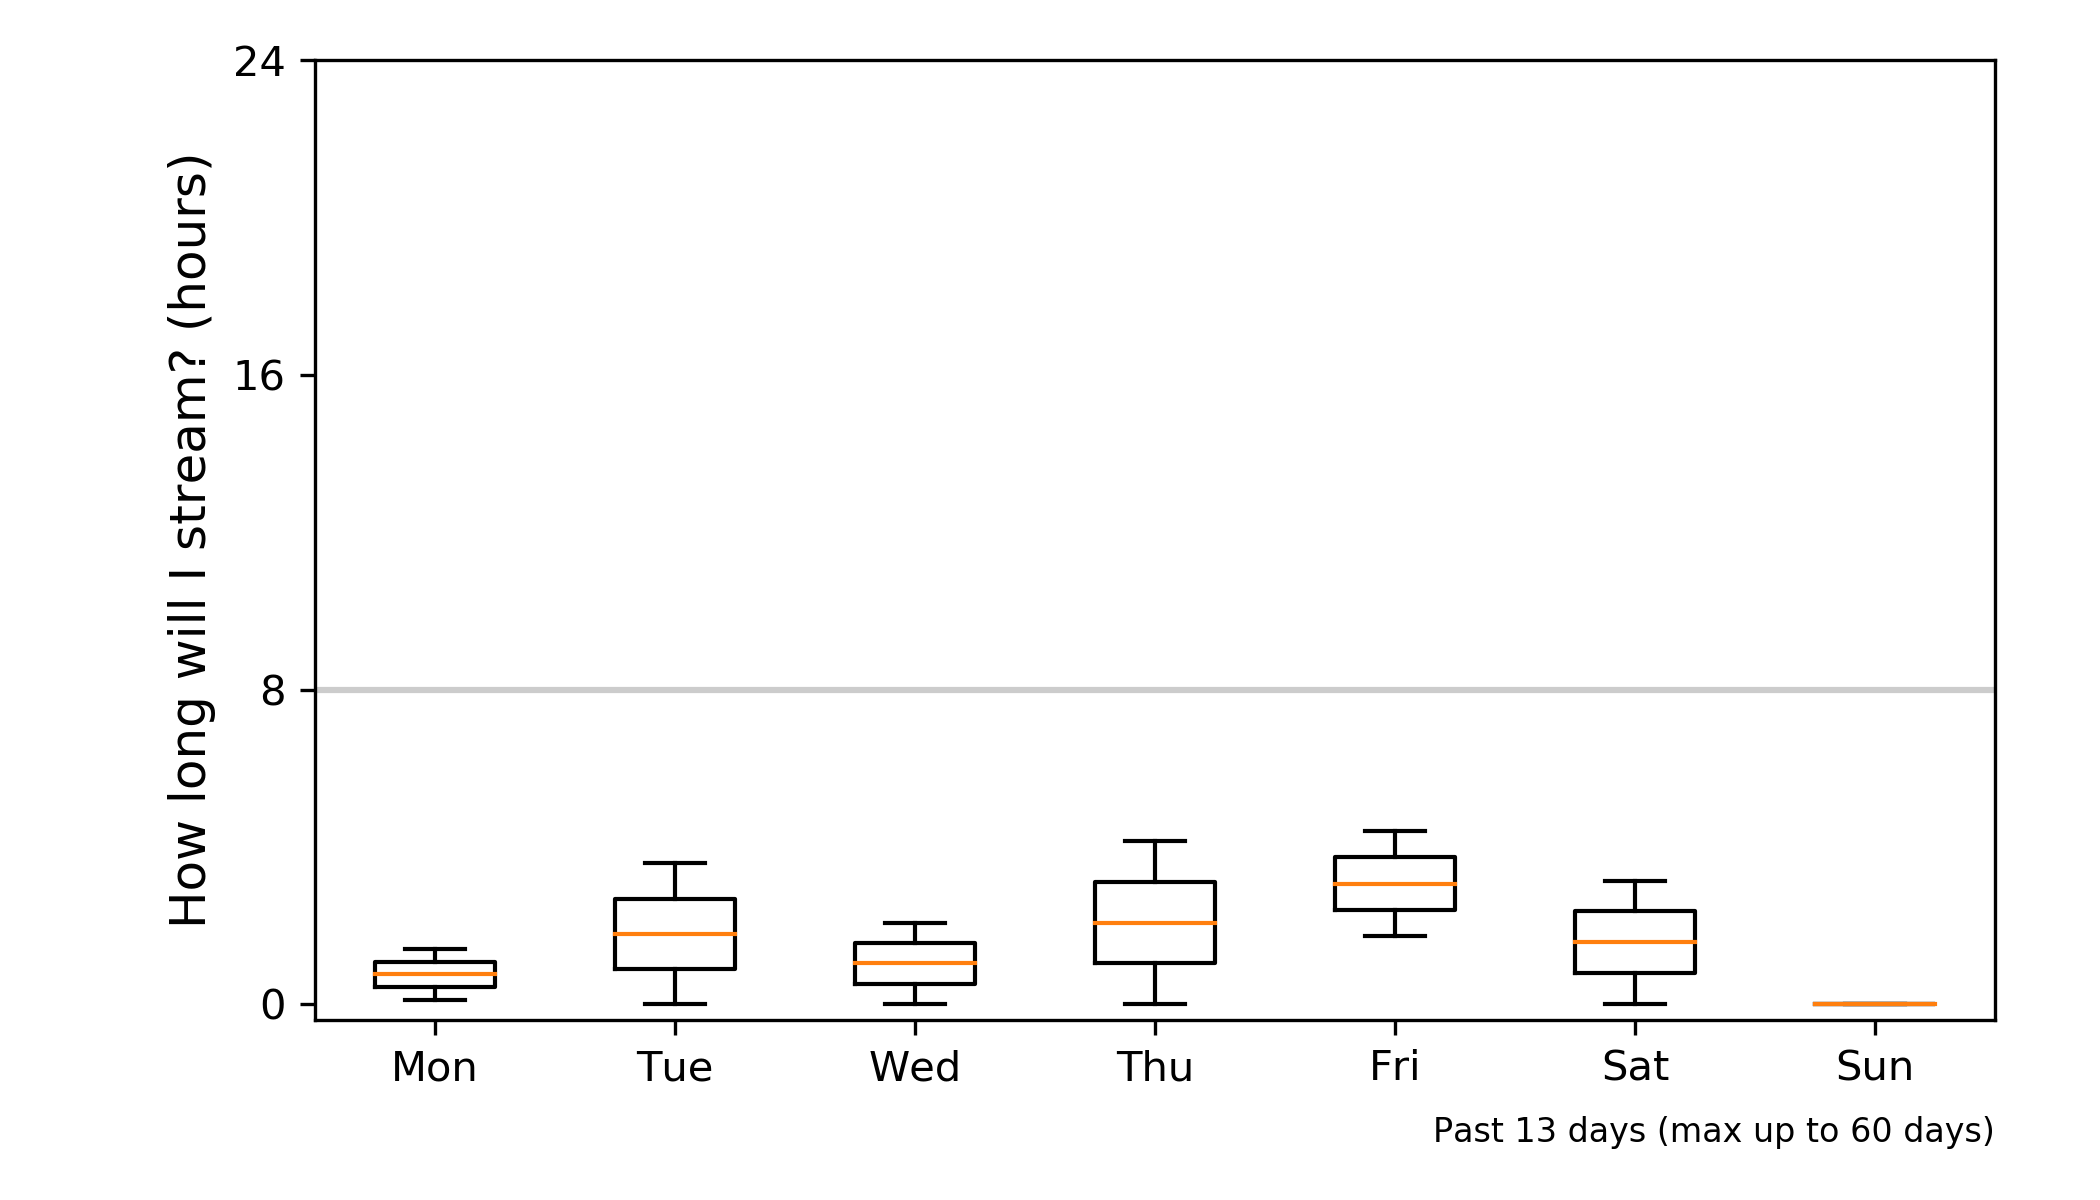 How long will I stream? (hours)
24
16
8
0
Mon Tue Wed Thu Fri Sat Sun
Past 13 days (max up to 60 days)